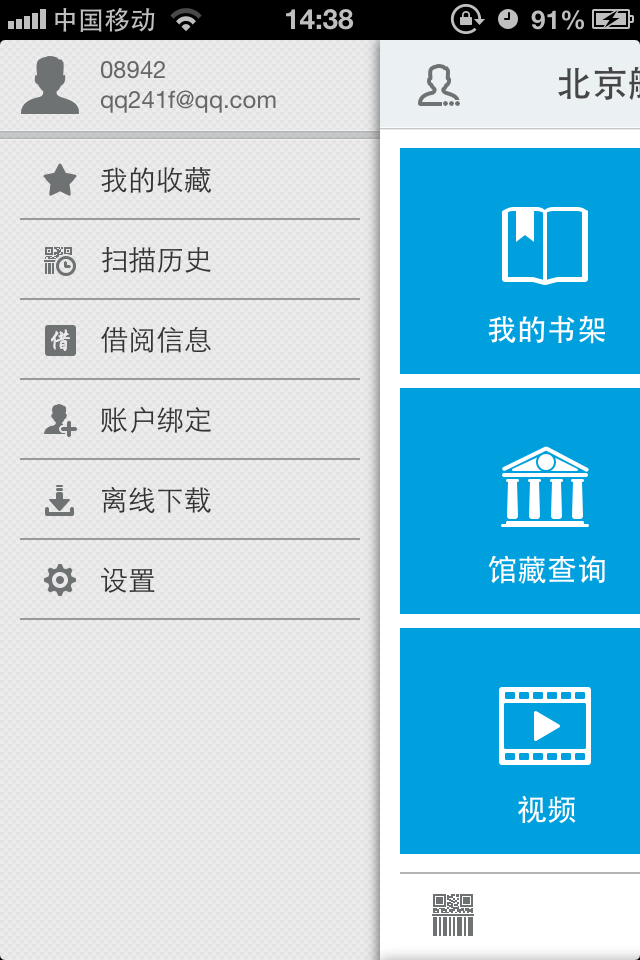 中国移动
14:38
91%
08942
qq241f@qq.com
我的收藏
扫描历史
借
借阅信息
账户绑定
离线下载
设置
北京
我的书架
馆藏查询
视频